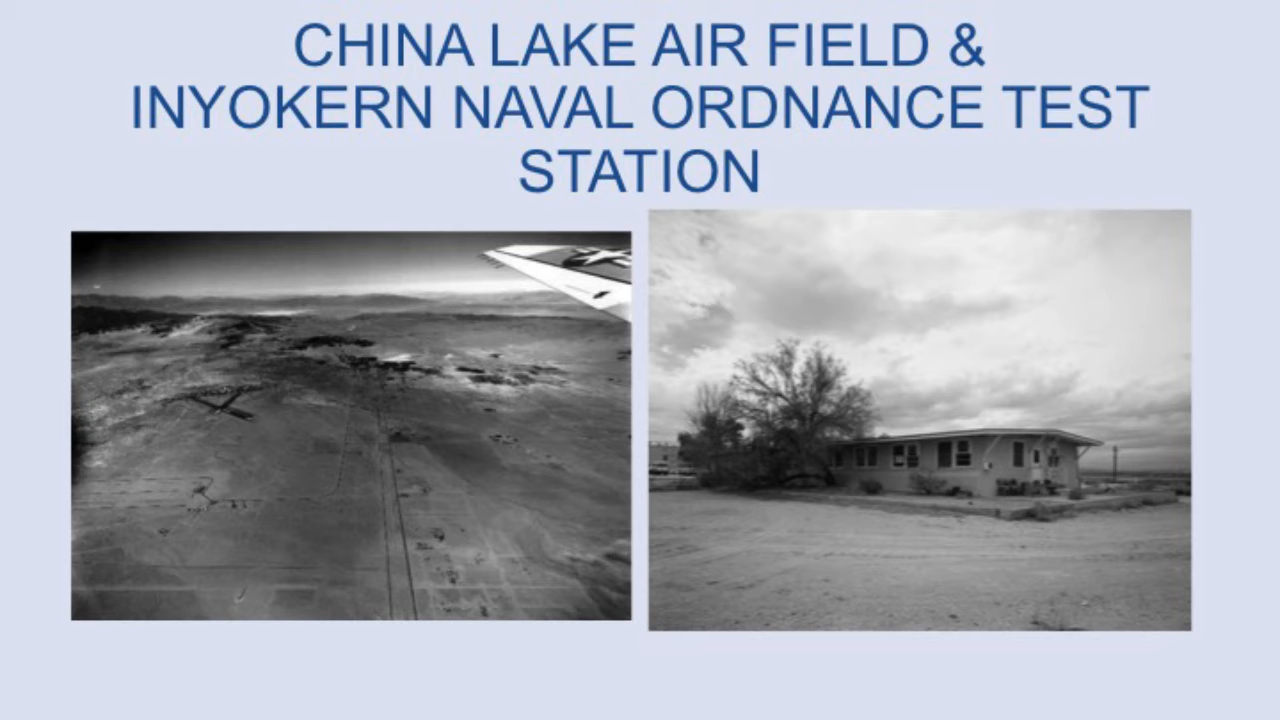 CHINA LAKE AIR FIELD &
INYOKERN NAVAL ORDNANCE TEST
STATION